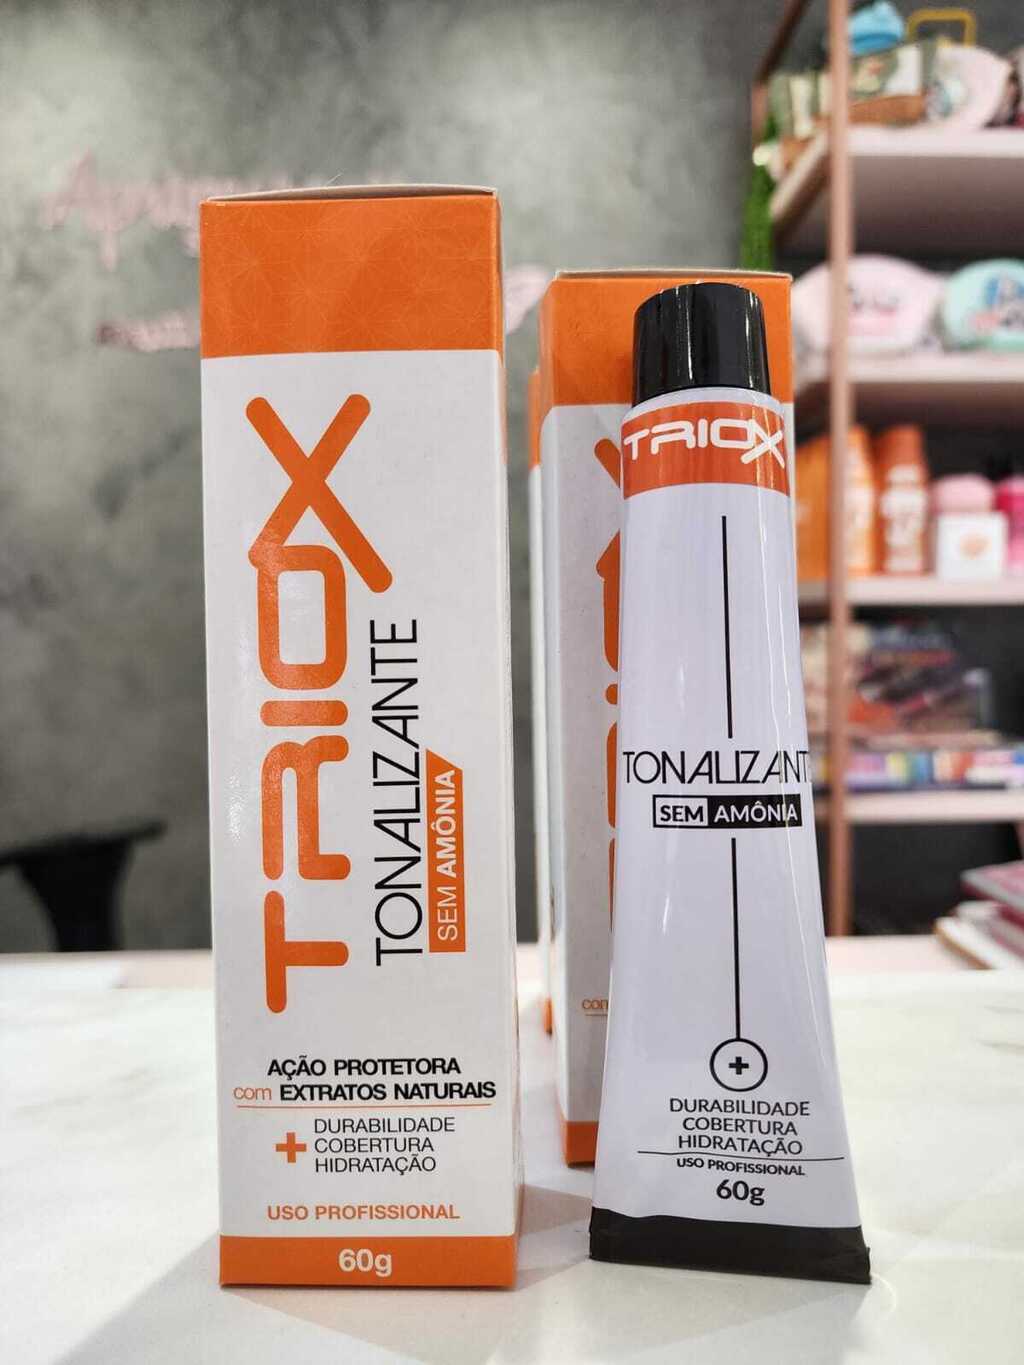 TRIOX
TONALIZANTE
SEM AMÔNIA
AÇÃO PROTETORA
com EXTRATOS NATURAIS
+ DURABILIDADE
COBERTURA
HIDRATAÇÃO
USO PROFISSIONAL
60g
TRIOX
TONALIZANTE
SEM AMÔNIA
+
DURABILIDADE
COBERTURA
HIDRATAÇÃO
USO PROFISSIONAL
60g